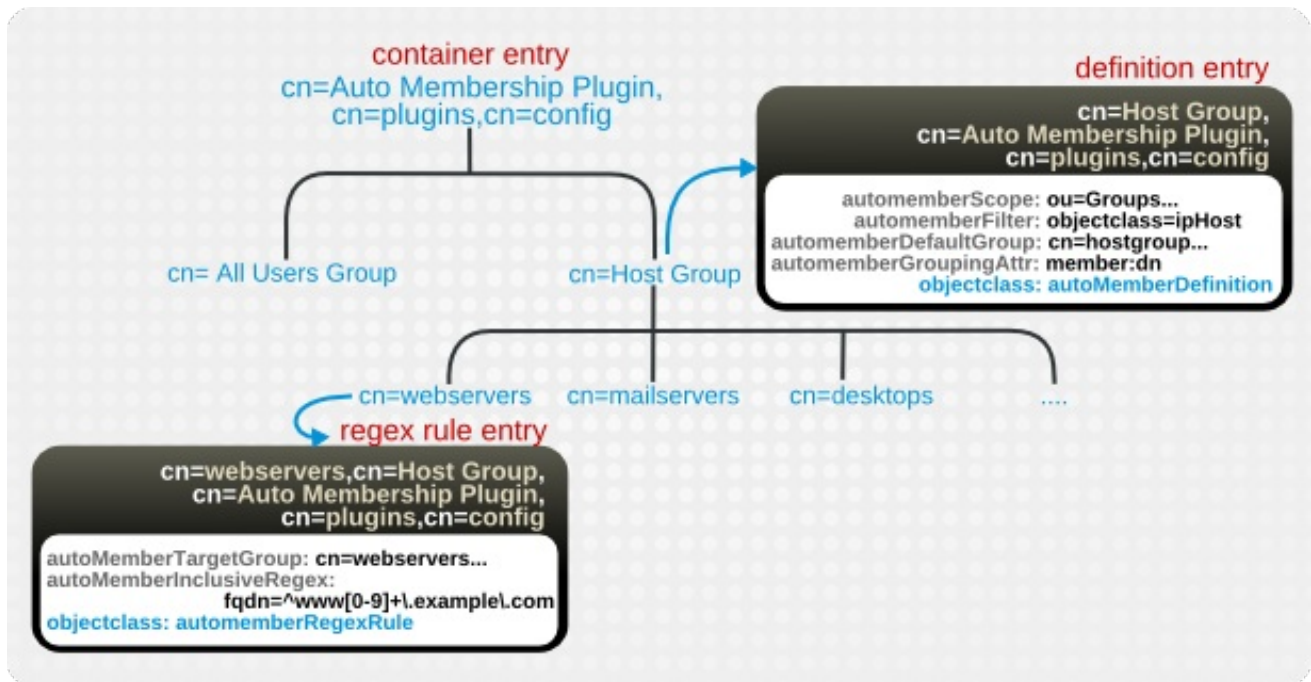 container entry
cn=Auto Membership Plugin,
cn=plugins,cn=config
definition entry
cn=Host Group,
cn=Auto Membership Plugin,
cn=plugins,cn=config
automemberScope: ou=Groups...
automemberFilter: objectclass=ipHost
automemberDefaultGroup: cn=hostgroup...
automemberGroupingAttr: member:dn
objectclass: autoMemberDefinition
cn= All Users Group
cn=Host Group
cn=webservers
cn=mailservers
cn=desktops
....
regex rule entry
cn=webservers,cn=Host Group,
cn=Auto Membership Plugin,
cn=plugins,cn=config
autoMemberTargetGroup: cn=webservers...
autoMemberInclusiveRegex:
fqdn=^www[0-9]+\.example\.com
objectclass: automemberRegexRule